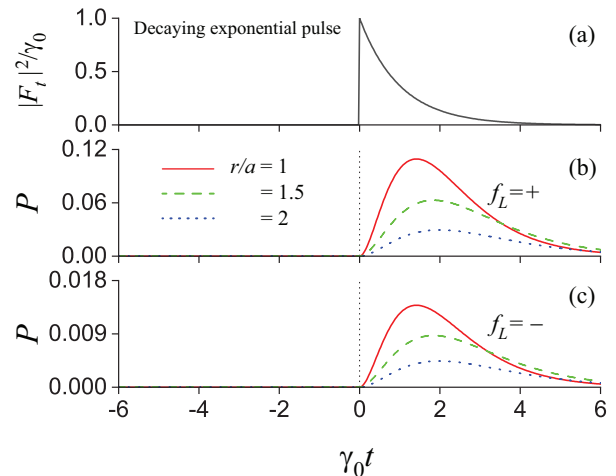 Decaying exponential pulse
(a)
|F_t|²/γ₀
1.0
0.5
0.0
(b)
P
0.12
0.06
0.00
r/a = 1
= 1.5
= 2
f_L = +
(c)
P
0.018
0.009
0.000
f_L = −
-6 -4 -2 0 2 4 6
γ₀t